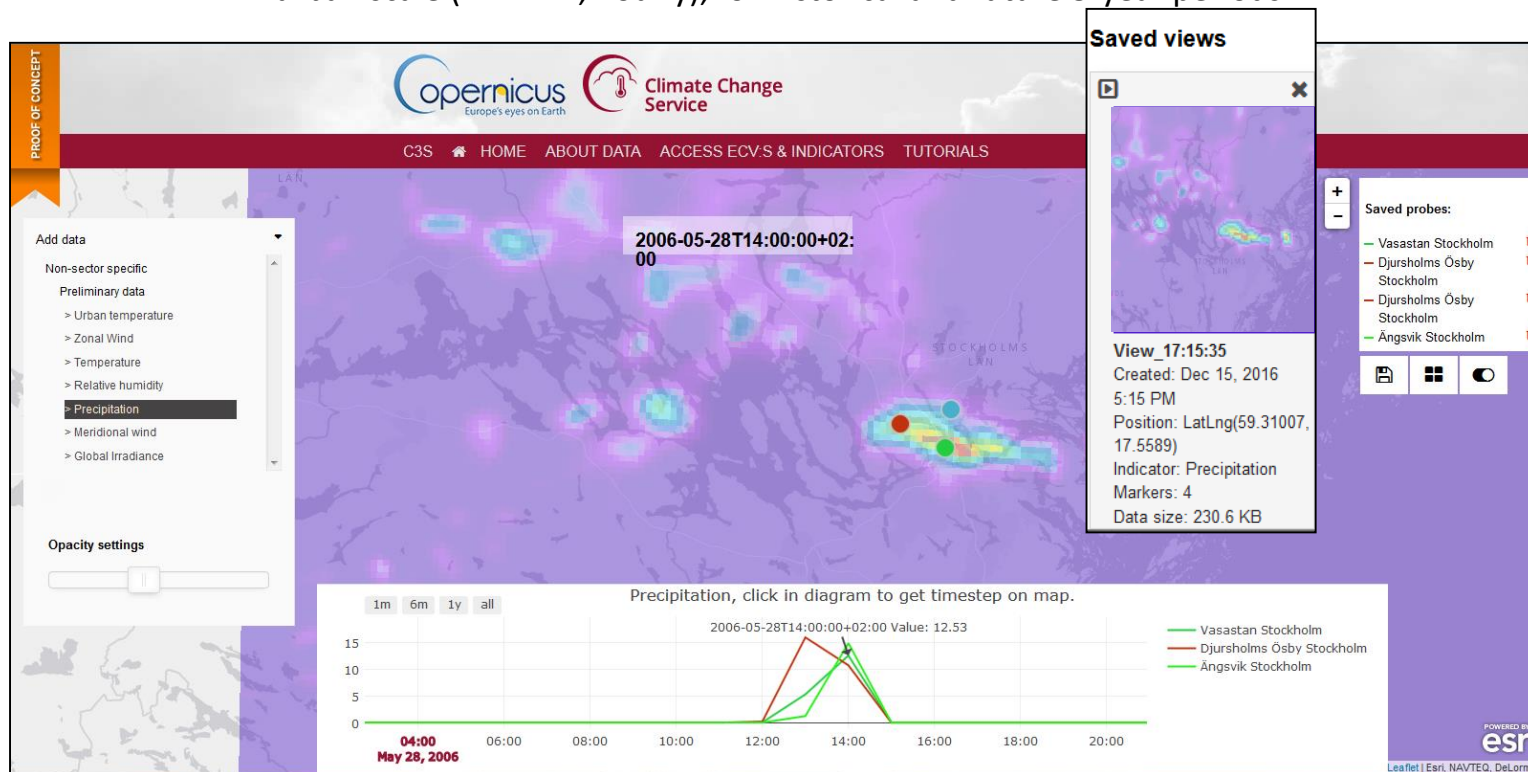 PROOF OF CONCEPT
opernicus
Europe's eyes on Earth
Climate Change
Service
C3S HOME ABOUT DATA ACCESS ECV:S & INDICATORS TUTORIALS
Add data
Non-sector specific
Preliminary data
> Urban temperature
> Zonal Wind
> Temperature
> Relative humidity
> Precipitation
> Meridional wind
> Global Irradiance
Opacity settings
LÄN
2006-05-28T14:00:00+02:
00
STOCKHOLMS
LÄN
Saved views
View_17:15:35
Created: Dec 15, 2016
5:15 PM
Position: LatLng(59.31007,
17.5589)
Indicator: Precipitation
Markers: 4
Data size: 230.6 KB
+
−
Saved probes:
Vasastan Stockholm
Djursholms Ösby
Stockholm
Djursholms Ösby
Stockholm
Ängsvik Stockholm
1m 6m 1y all
Precipitation, click in diagram to get timestep on map.
2006-05-28T14:00:00+02:00 Value: 12.53
15
10
5
0
04:00 06:00 08:00 10:00 12:00 14:00 16:00 18:00 20:00
May 28, 2006
Vasastan Stockholm
Djursholms Ösby Stockholm
Ängsvik Stockholm
POWERED BY
esri
Leaflet | Esri, NAVTEQ, DeLorm